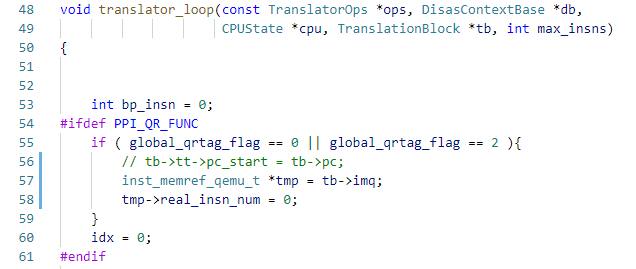 48 void translator_loop(const TranslatorOps *ops, DisasContextBase *db,
49 CPUState *cpu, TranslationBlock *tb, int max_insns)
50 {
51
52
53 int bp_insn = 0;
54 #ifdef PPI_QR_FUNC
55 if ( global_qrtag_flag == 0 || global_qrtag_flag == 2 ){
56 // tb->tt->pc_start = tb->pc;
57 inst_memref_qemu_t *tmp = tb->imq;
58 tmp->real_insn_num = 0;
59 }
60 idx = 0;
61 #endif